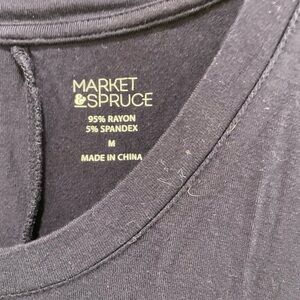 MARKET
&SPRUCE
95% RAYON
5% SPANDEX
M
MADE IN CHINA